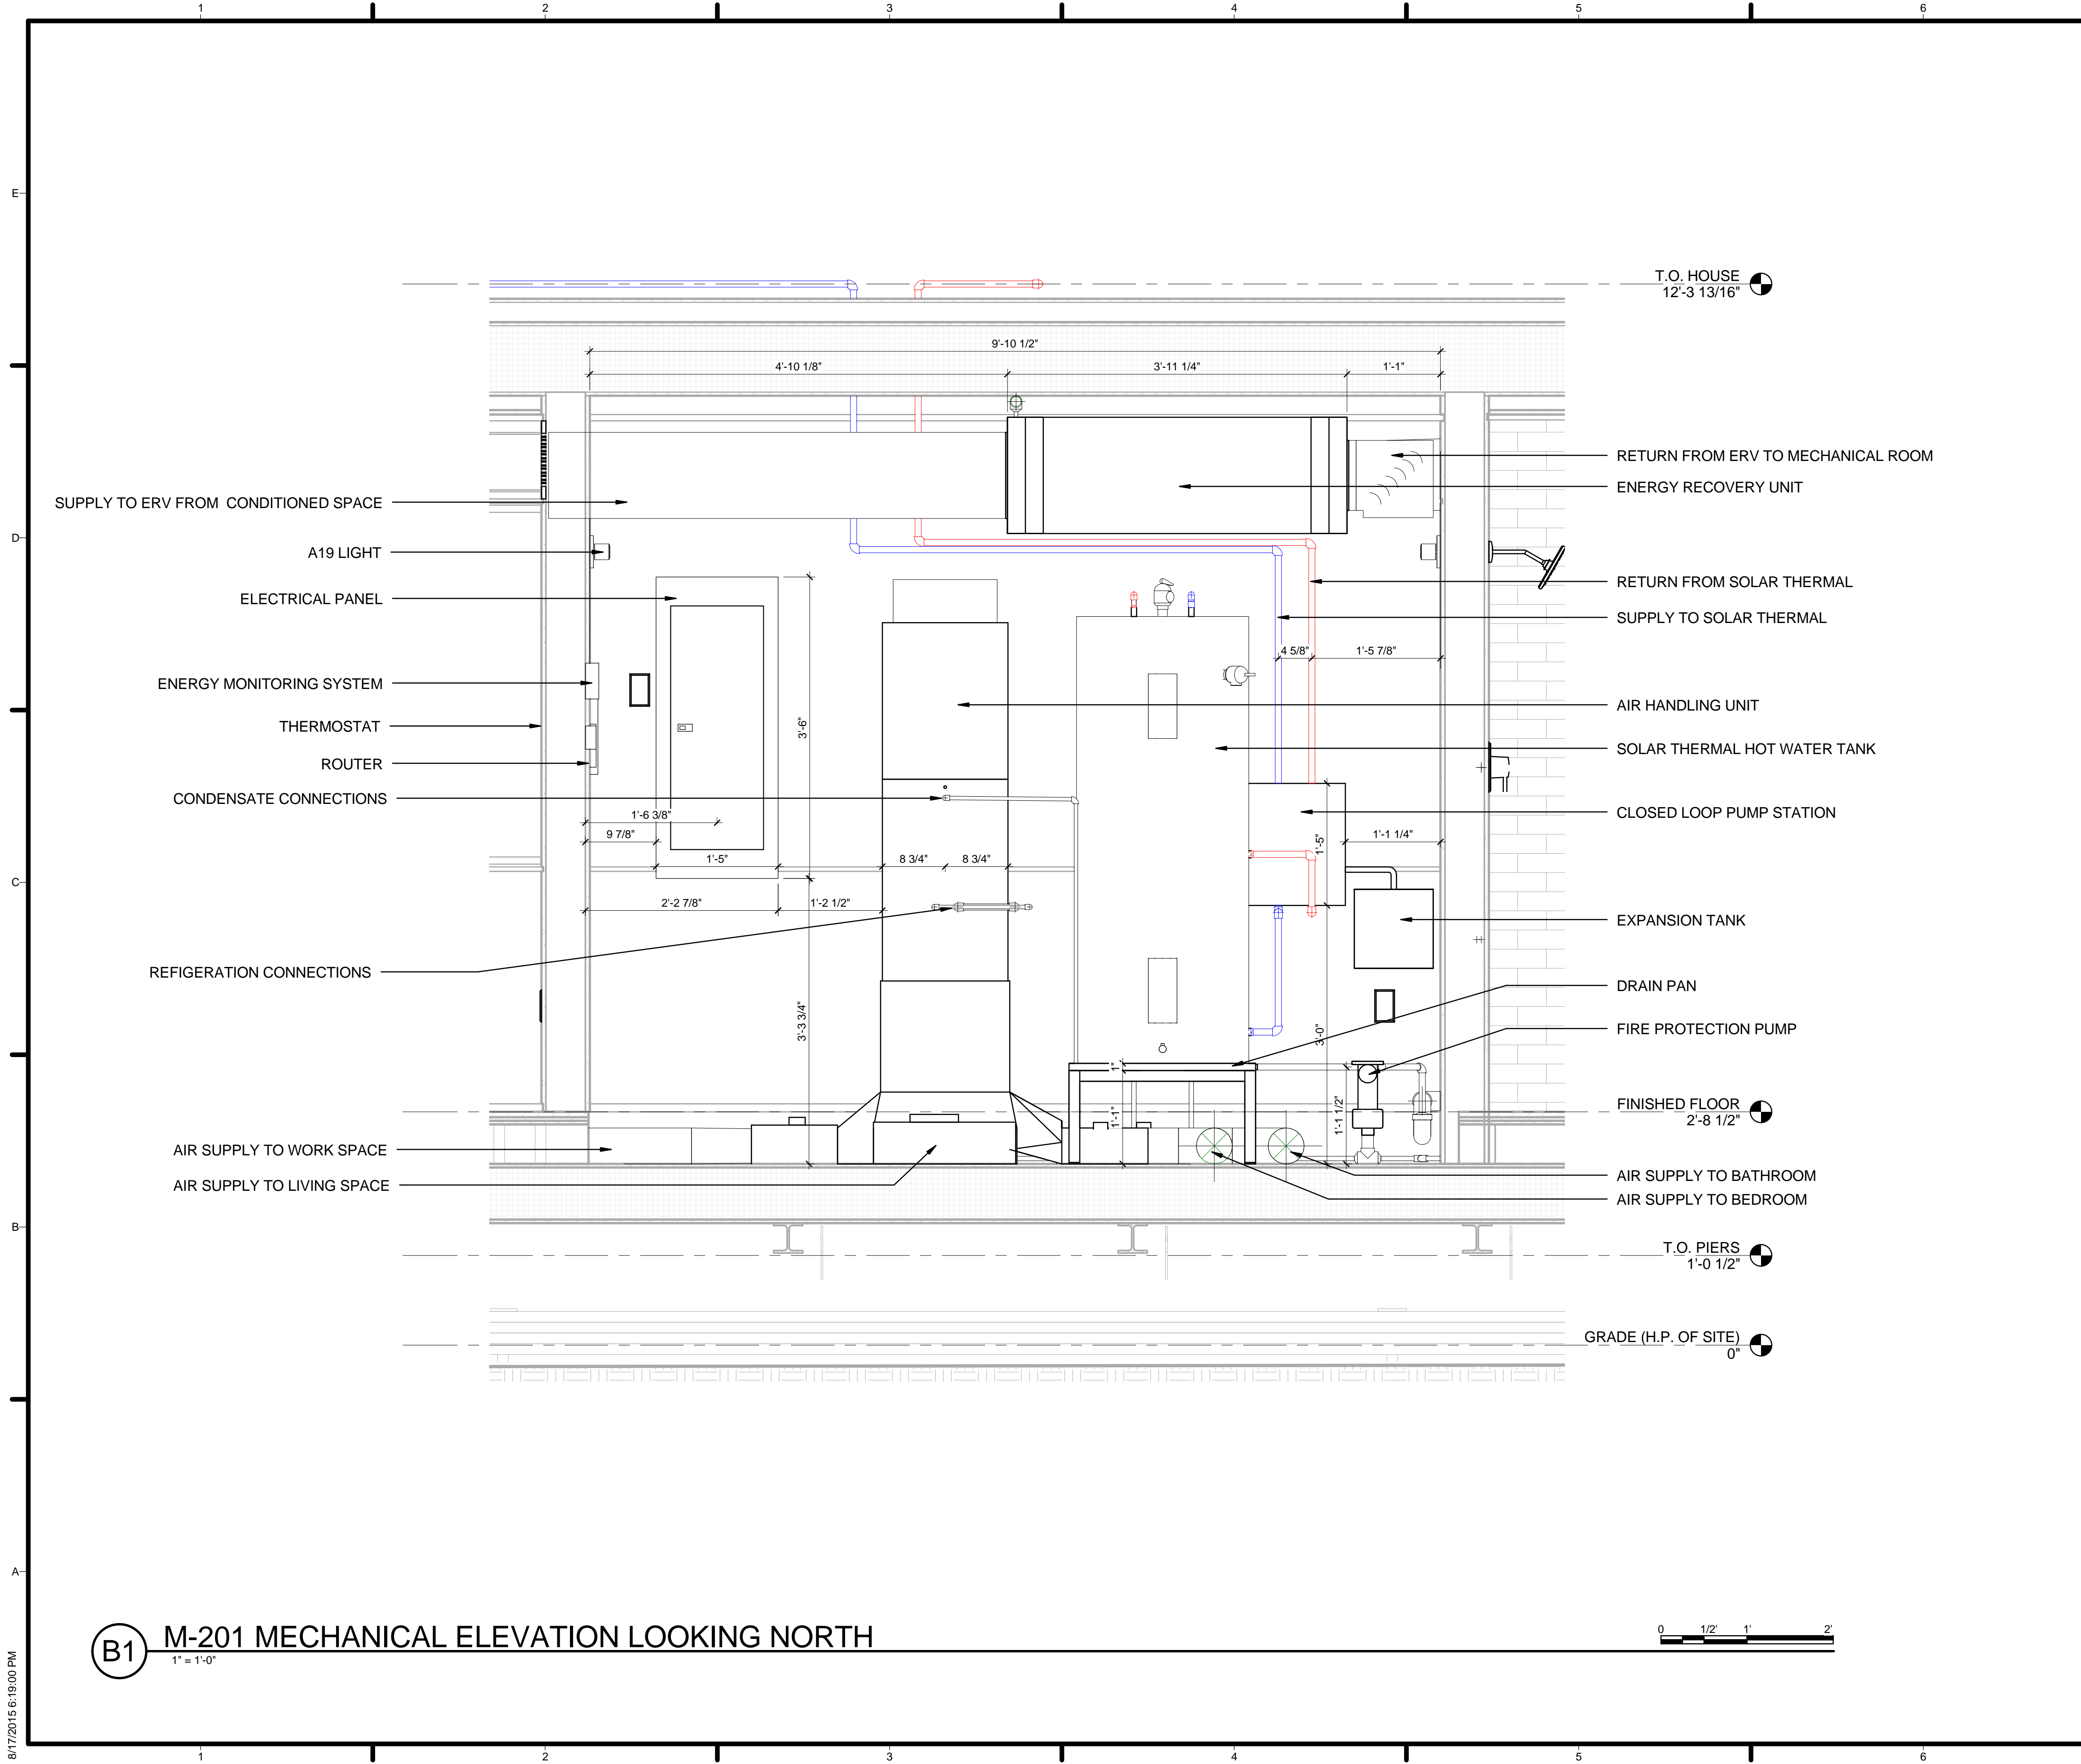 1 2 3 4 5 6
E
D
C
B
A
T.O. HOUSE
12'-3 13/16"
9'-10 1/2"
4'-10 1/8" 3'-11 1/4" 1'-1"
RETURN FROM ERV TO MECHANICAL ROOM
ENERGY RECOVERY UNIT
SUPPLY TO ERV FROM CONDITIONED SPACE
A19 LIGHT
RETURN FROM SOLAR THERMAL
ELECTRICAL PANEL
SUPPLY TO SOLAR THERMAL
4 5/8" 1'-5 7/8"
ENERGY MONITORING SYSTEM
AIR HANDLING UNIT
THERMOSTAT
3'-6"
SOLAR THERMAL HOT WATER TANK
ROUTER
CONDENSATE CONNECTIONS
CLOSED LOOP PUMP STATION
1'-6 3/8"
9 7/8"
1'-5"
1'-1 1/4"
1'-5"
8 3/4" 8 3/4"
2'-2 7/8" 1'-2 1/2"
EXPANSION TANK
REFIGERATION CONNECTIONS
DRAIN PAN
3'-3 3/4"
3'-0"
FIRE PROTECTION PUMP
1"
1'-1"
1'-1 1/2"
FINISHED FLOOR
2'-8 1/2"
AIR SUPPLY TO WORK SPACE
AIR SUPPLY TO BATHROOM
AIR SUPPLY TO LIVING SPACE
AIR SUPPLY TO BEDROOM
T.O. PIERS
1'-0 1/2"
GRADE (H.P. OF SITE)
0"
B1
M-201 MECHANICAL ELEVATION LOOKING NORTH
1" = 1'-0"
0 1/2' 1' 2'
8/17/2015 6:19:00 PM
1 2 3 4 5 6